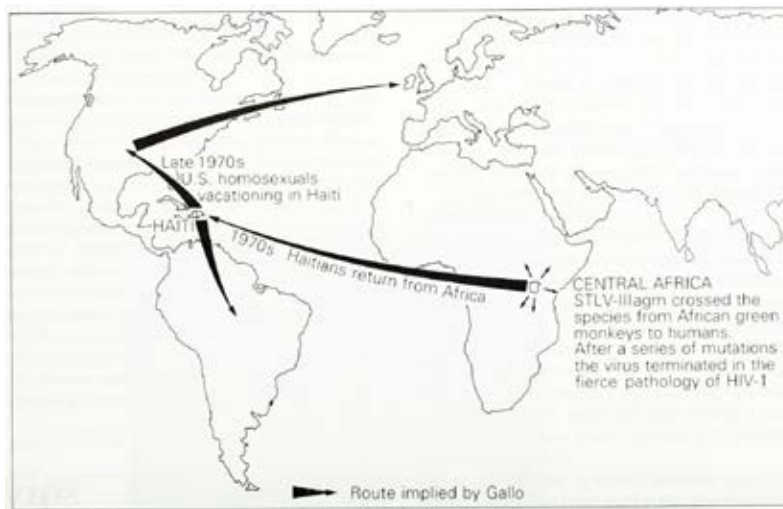 Late 1970s
U.S. homosexuals
vacationing in Haiti
HAITI
1970s Haitians return from Africa
CENTRAL AFRICA
STLV-IIIagm crossed the
species from African green
monkeys to humans.
After a series of mutations
the virus terminated in the
fierce pathology of HIV-1
Route implied by Gallo